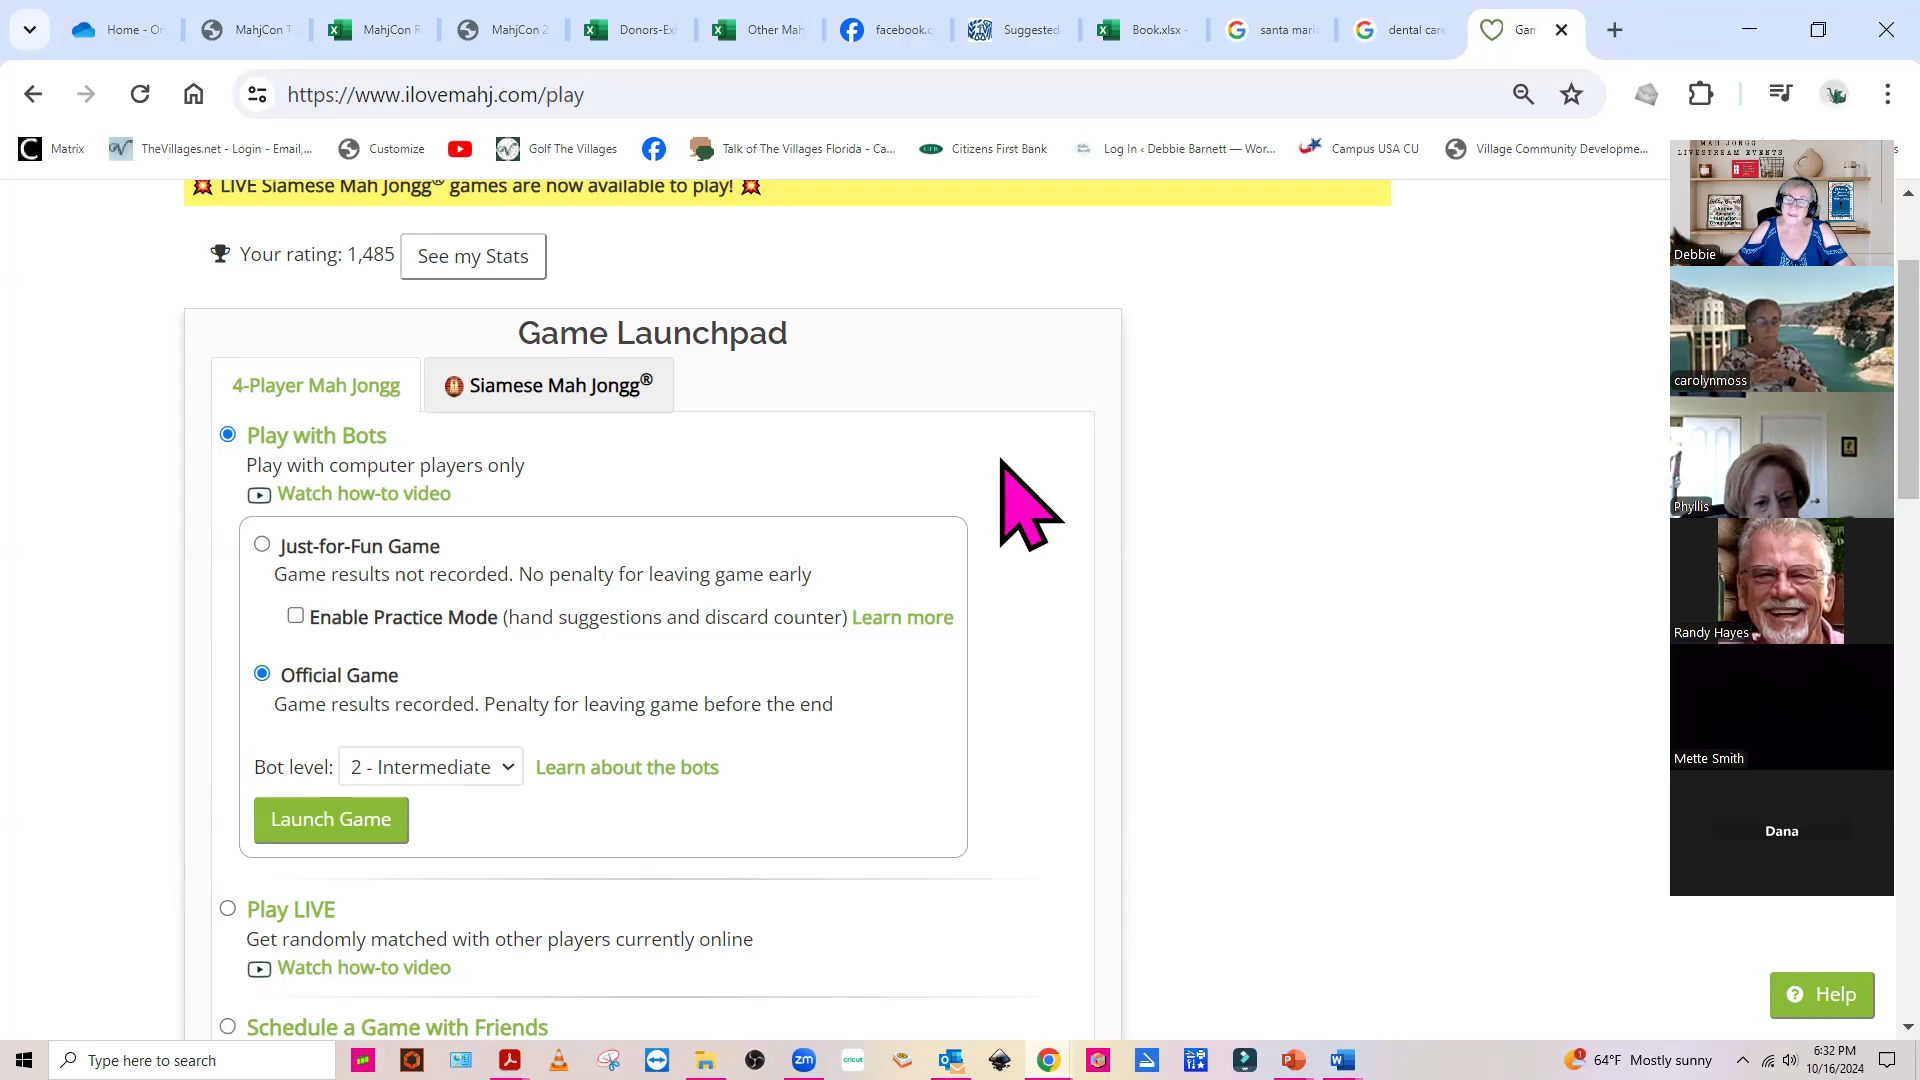 Home - Or
MahjCon T
MahjCon R
MahjCon 2
Donors-Ex
Other Mah
facebook.c
Suggested
Book.xlsx -
santa mari
dental care
Gan
https://www.ilovemahj.com/play
Matrix
TheVillages.net - Login - Email,...
Customize
Golf The Villages
Talk of The Villages Florida - Ca...
Citizens First Bank
Log In ‹ Debbie Barnett — Wor...
Campus USA CU
Village Community Developme...
LIVE Siamese Mah Jongg® games are now available to play!
Your rating: 1,485
See my Stats
Game Launchpad
4-Player Mah Jongg
Siamese Mah Jongg®
Play with Bots
Play with computer players only
Watch how-to video
Just-for-Fun Game
Game results not recorded. No penalty for leaving game early
Enable Practice Mode (hand suggestions and discard counter) Learn more
Official Game
Game results recorded. Penalty for leaving game before the end
Bot level: 2 - Intermediate Learn about the bots
Launch Game
Play LIVE
Get randomly matched with other players currently online
Watch how-to video
Schedule a Game with Friends
MAH JONGG
LIVESTREAM EVENTS
Debbie
carolynmoss
Phyllis
Randy Hayes
Mette Smith
Dana
Help
Type here to search
zm
cricut
1
64°F Mostly sunny
6:32 PM
10/16/2024